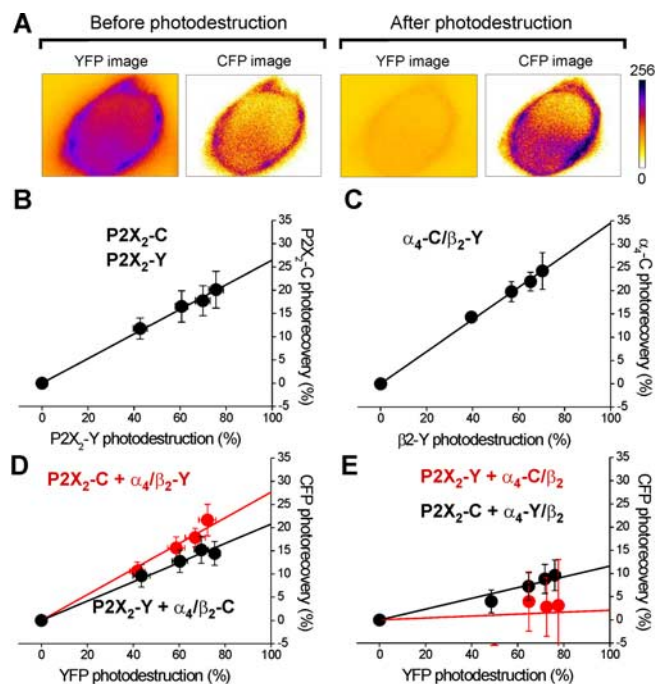 A
Before photodestruction
After photodestruction
YFP image
CFP image
YFP image
CFP image
256
0
B
P2X₂-C
P2X₂-Y
35
30
25
20
15
10
5
0
-5
P2X₂-C photorecovery (%)
0 20 40 60 80 100
P2X₂-Y photodestruction (%)
C
α₄-C/β₂-Y
35
30
25
20
15
10
5
0
-5
α₄-C photorecovery (%)
0 20 40 60 80 100
β2-Y photodestruction (%)
D
P2X₂-C + α₄/β₂-Y
P2X₂-Y + α₄/β₂-C
35
30
25
20
15
10
5
0
-5
CFP photorecovery (%)
0 20 40 60 80 100
YFP photodestruction (%)
E
P2X₂-Y + α₄-C/β₂
P2X₂-C + α₄-Y/β₂
35
30
25
20
15
10
5
0
-5
CFP photorecovery (%)
0 20 40 60 80 100
YFP photodestruction (%)